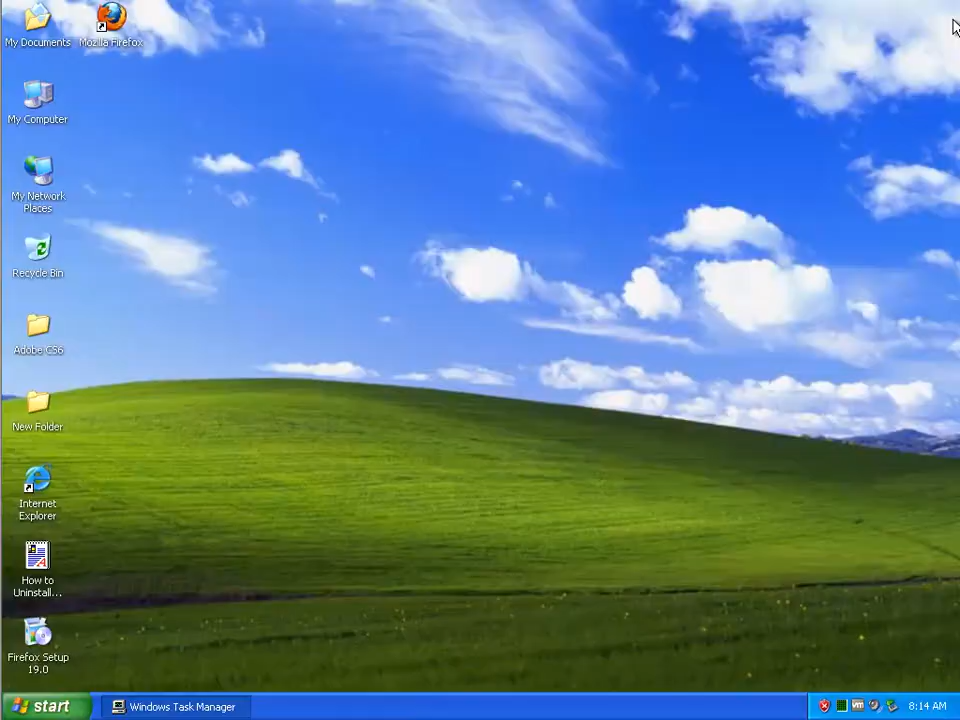 My Documents
Mozilla Firefox
My Computer
My Network
Places
Recycle Bin
Adobe CS6
New Folder
Internet
Explorer
How to
Uninstall...
Firefox Setup
19.0
start
Windows Task Manager
vm
8:14 AM